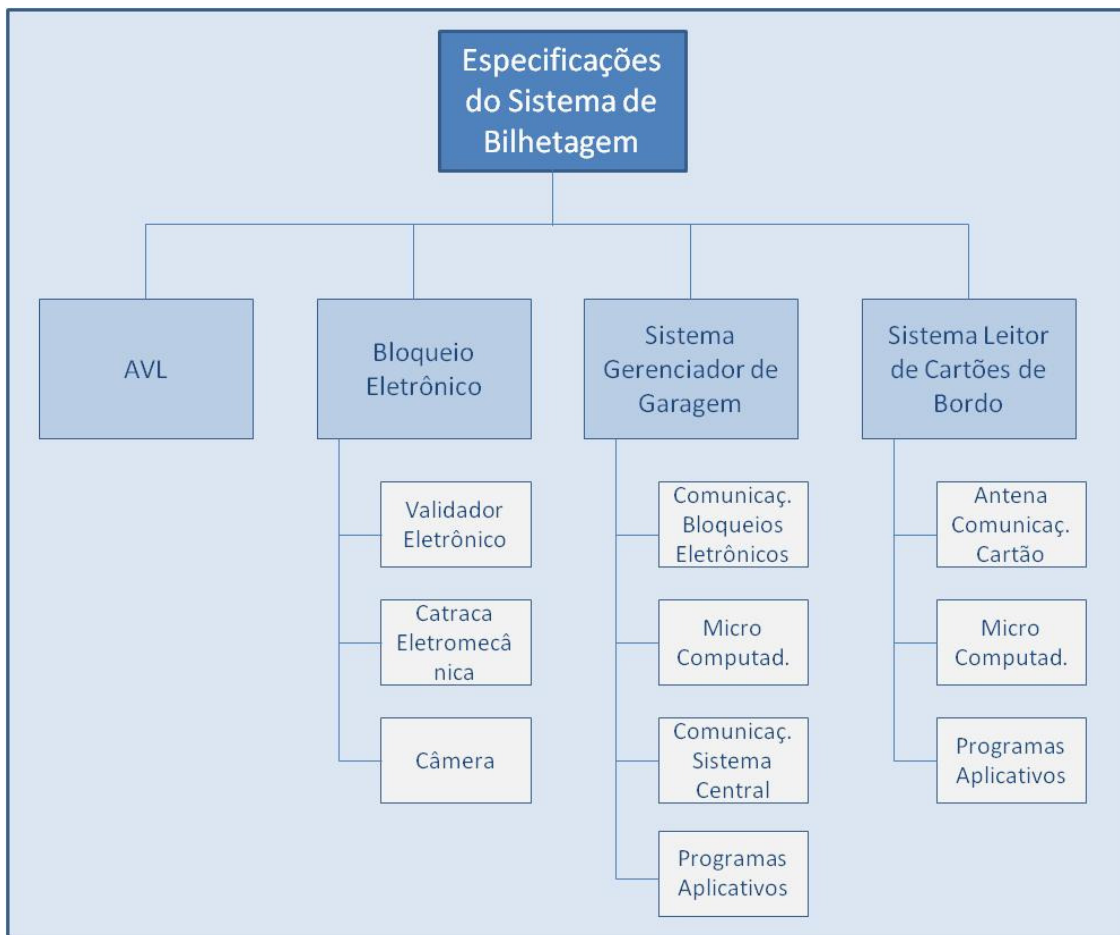 Especificações
do Sistema de
Bilhetagem
AVL
Bloqueio
Eletrônico
Sistema
Gerenciador de
Garagem
Sistema Leitor
de Cartões de
Bordo
Validador
Eletrônico
Catraca
Eletromecâ
nica
Câmera
Comunicaç.
Bloqueios
Eletrônicos
Micro
Computad.
Comunicaç.
Sistema
Central
Programas
Aplicativos
Antena
Comunicaç.
Cartão
Micro
Computad.
Programas
Aplicativos